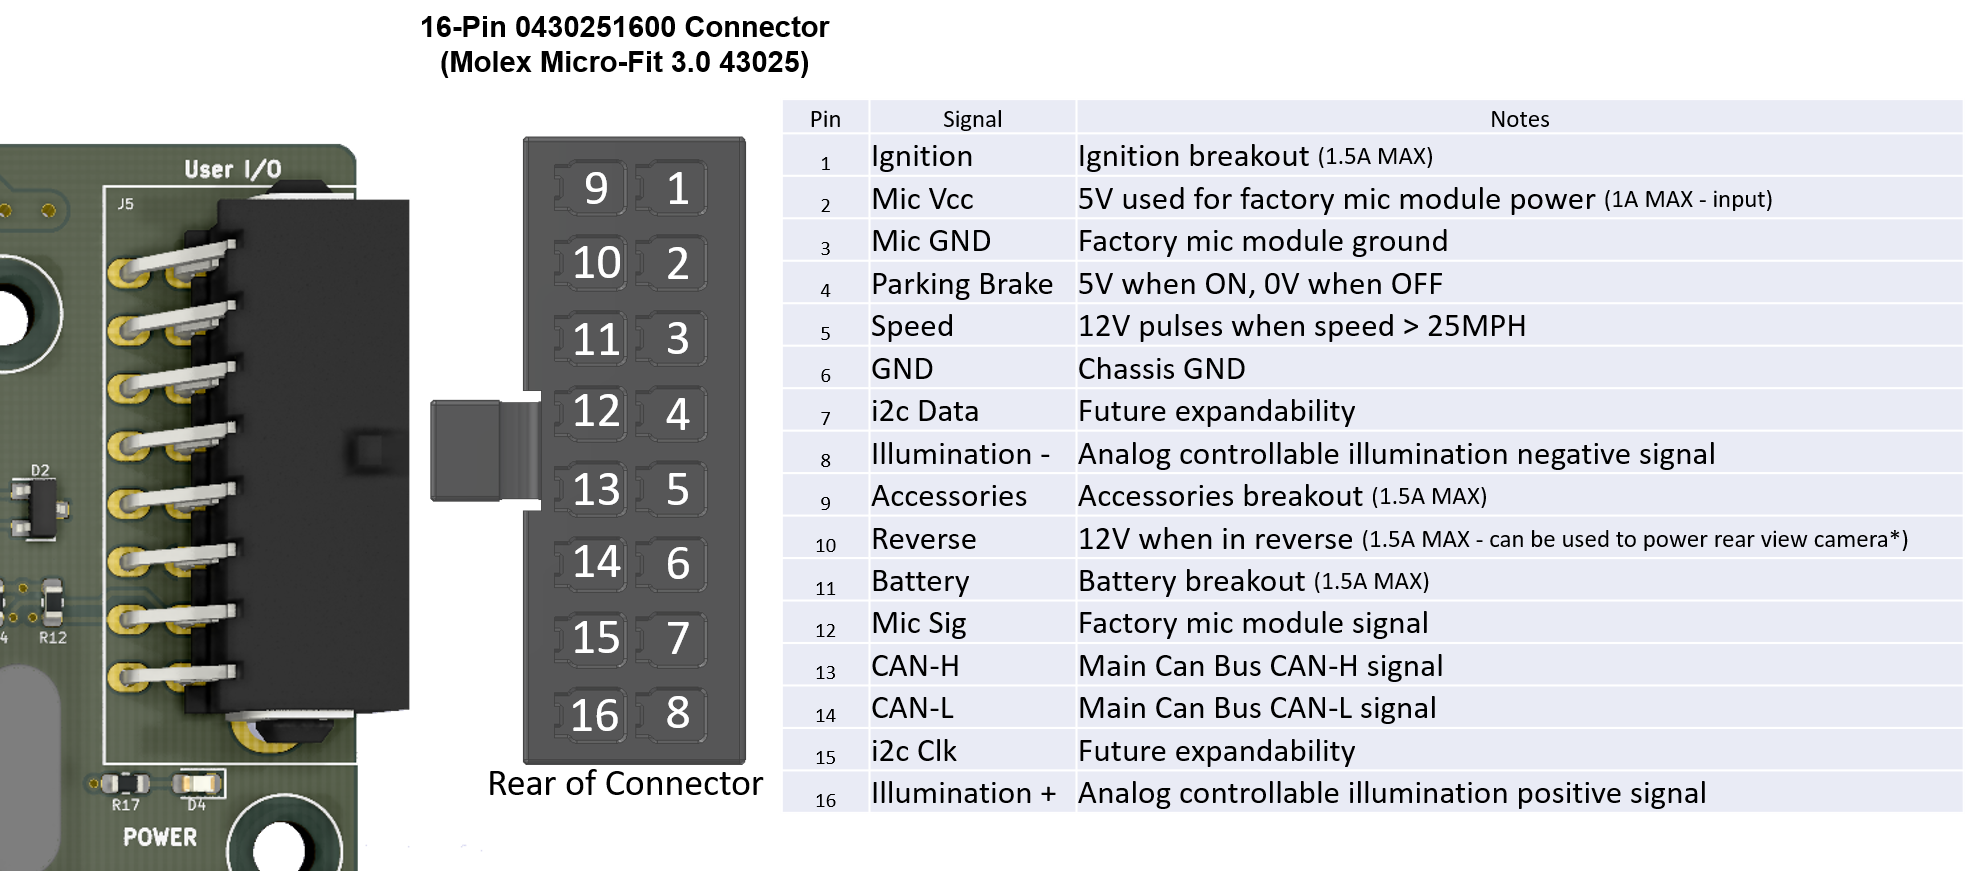 16-Pin 0430251600 Connector
(Molex Micro-Fit 3.0 43025)
User I/O
J5
D2
4 R12
R17 D4
POWER
9 1
10 2
11 3
12 4
13 5
14 6
15 7
16 8
Rear of Connector
Pin Signal Notes
1 Ignition Ignition breakout (1.5A MAX)
2 Mic Vcc 5V used for factory mic module power (1A MAX - input)
3 Mic GND Factory mic module ground
4 Parking Brake 5V when ON, 0V when OFF
5 Speed 12V pulses when speed > 25MPH
6 GND Chassis GND
7 i2c Data Future expandability
8 Illumination - Analog controllable illumination negative signal
9 Accessories Accessories breakout (1.5A MAX)
10 Reverse 12V when in reverse (1.5A MAX - can be used to power rear view camera*)
11 Battery Battery breakout (1.5A MAX)
12 Mic Sig Factory mic module signal
13 CAN-H Main Can Bus CAN-H signal
14 CAN-L Main Can Bus CAN-L signal
15 i2c Clk Future expandability
16 Illumination + Analog controllable illumination positive signal